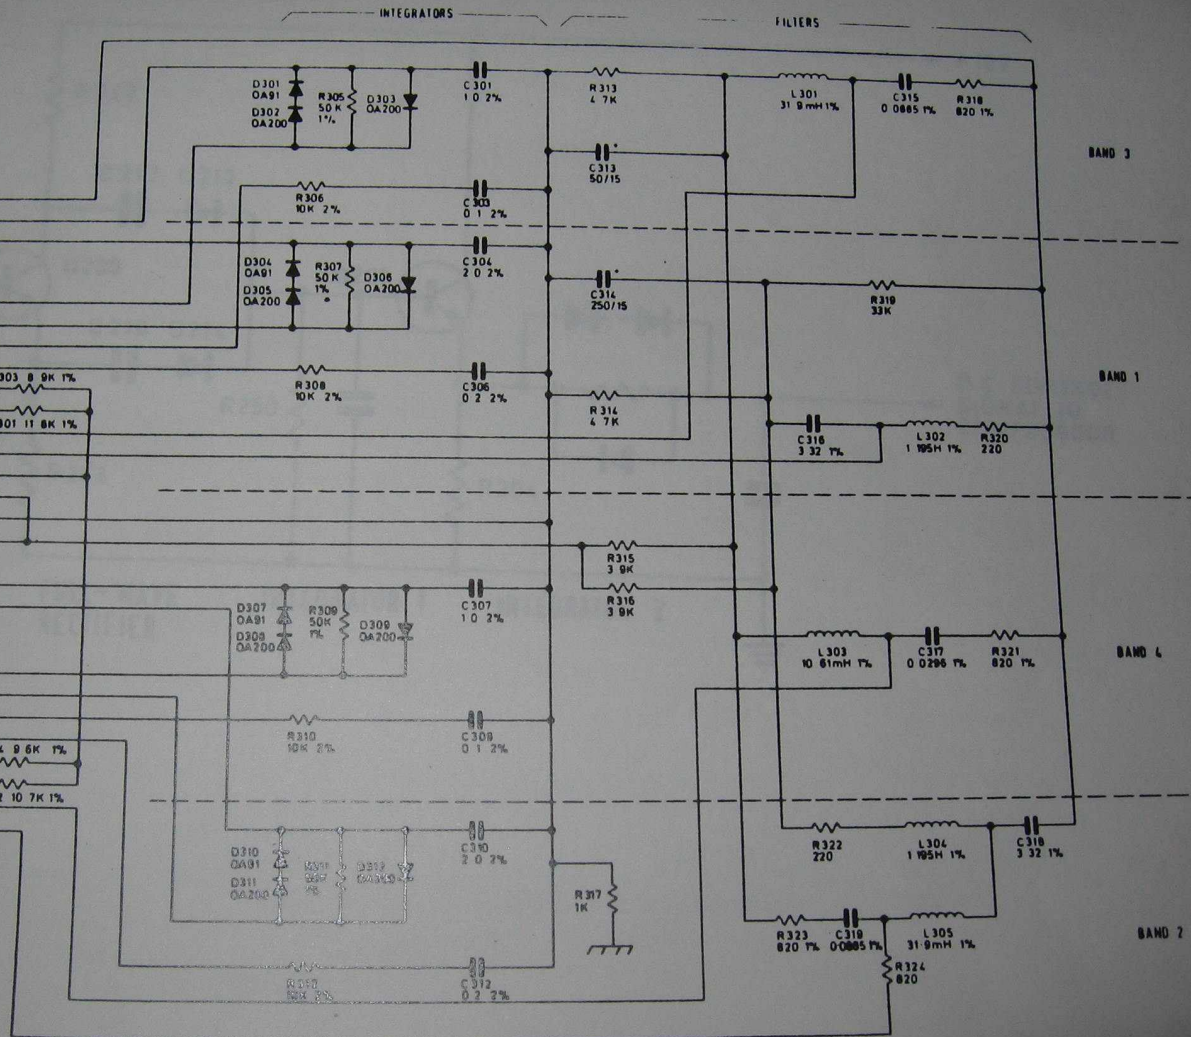 INTEGRATORS
FILTERS
D301
OA91
D302
OA200
R305
50K
1%
D303
OA200
C301
1 0 2%
R313
4 7K
L301
31 9mH 1%
C315
0 0885 1%
R318
820 1%
C313
50/15
BAND 3
R306
10K 2%
C303
0 1 2%
D304
OA91
D305
OA200
R307
50K
1%
D306
OA200
C304
2 0 2%
C314
250/15
R319
33K
R308
10K 2%
C306
0 2 2%
R314
4 7K
BAND 1
303 8 9K 1%
301 11 8K 1%
C316
3 32 1%
L302
1 195H 1%
R320
220
R315
3 9K
R316
3 9K
D307
OA91
D308
OA200
R309
50K
1%
D309
OA200
C307
1 0 2%
L303
10 61mH 1%
C317
0 0296 1%
R321
820 1%
BAND 4
R310
10K 2%
C309
0 1 2%
4 9 6K 1%
2 10 7K 1%
D310
OA91
D311
OA200
D312
C310
2 0 2%
R317
1K
R322
220
L304
1 195H 1%
C318
3 32 1%
R323
820 1%
C319
0·0885 1%
L305
31·9mH 1%
R324
820
BAND 2
C312
0 2 2%